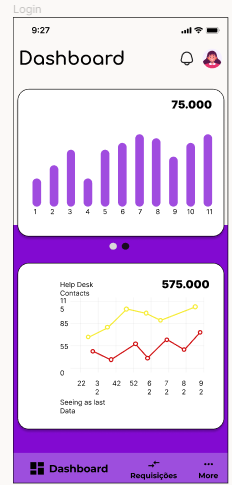 Login
9:27
Dashboard
75.000
1 2 3 4 5 6 7 8 9 10 11
Help Desk
Contacts
575.000
11
5
85
55
0
22 3 42 52 6 7 8 9
2 2 2 2 2
Seeing as last
Data
Dashboard
Requisições
More